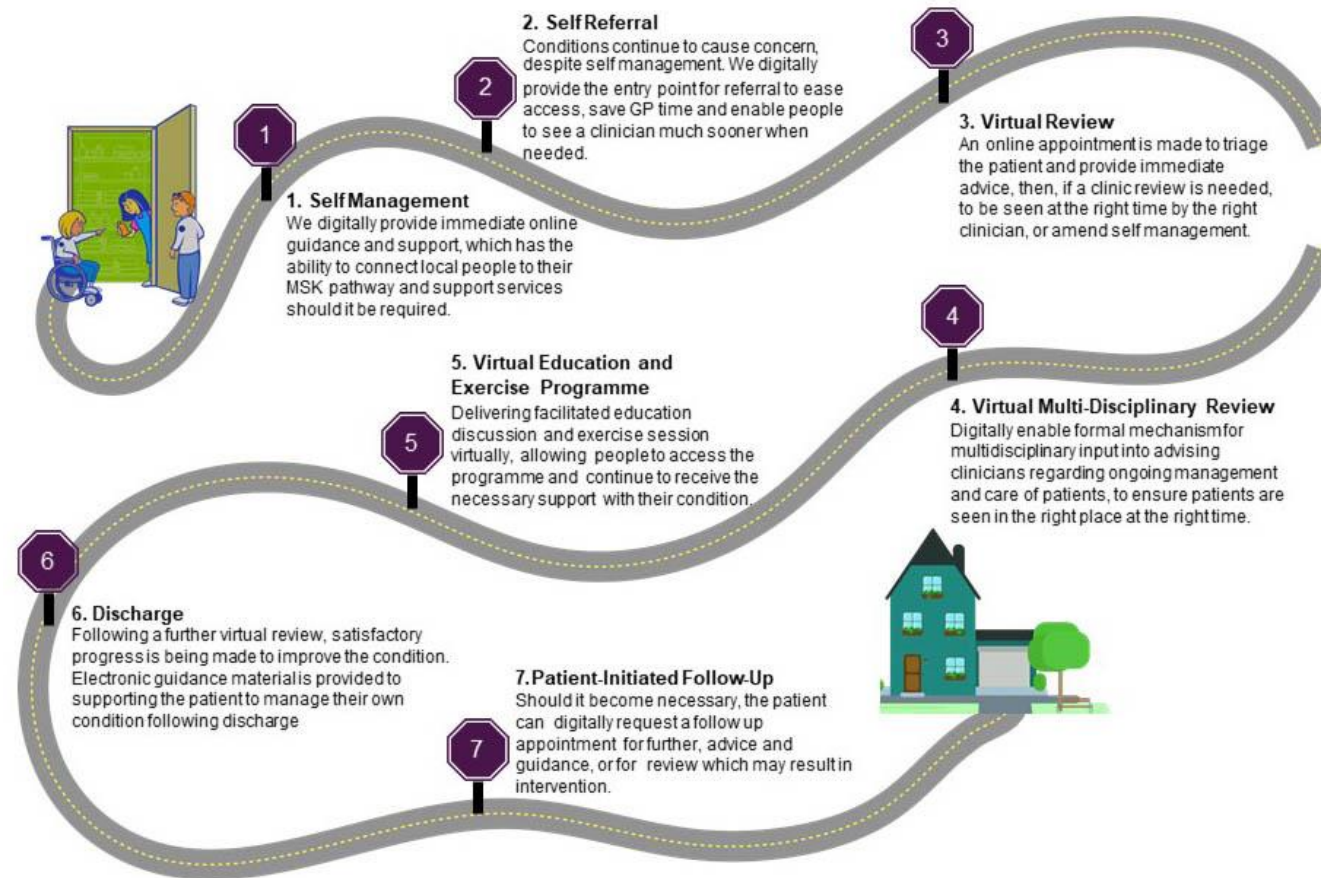 1
1. Self Management
We digitally provide immediate online
guidance and support, which has the
ability to connect local people to their
MSK pathway and support services
should it be required.
2
2. Self Referral
Conditions continue to cause concern,
despite self management. We digitally
provide the entry point for referral to ease
access, save GP time and enable people
to see a clinician much sooner when
needed.
3
3. Virtual Review
An online appointment is made to triage
the patient and provide immediate
advice, then, if a clinic review is needed,
to be seen at the right time by the right
clinician, or amend self management.
4
4. Virtual Multi-Disciplinary Review
Digitally enable formal mechanism for
multidisciplinary input into advising
clinicians regarding ongoing management
and care of patients, to ensure patients are
seen in the right place at the right time.
5
5. Virtual Education and
Exercise Programme
Delivering facilitated education
discussion and exercise session
virtually, allowing people to access the
programme and continue to receive the
necessary support with their condition.
6
6. Discharge
Following a further virtual review, satisfactory
progress is being made to improve the condition.
Electronic guidance material is provided to
supporting the patient to manage their own
condition following discharge
7
7.Patient-Initiated Follow-Up
Should it become necessary, the patient
can digitally request a follow up
appointment for further, advice and
guidance, or for review which may result in
intervention.